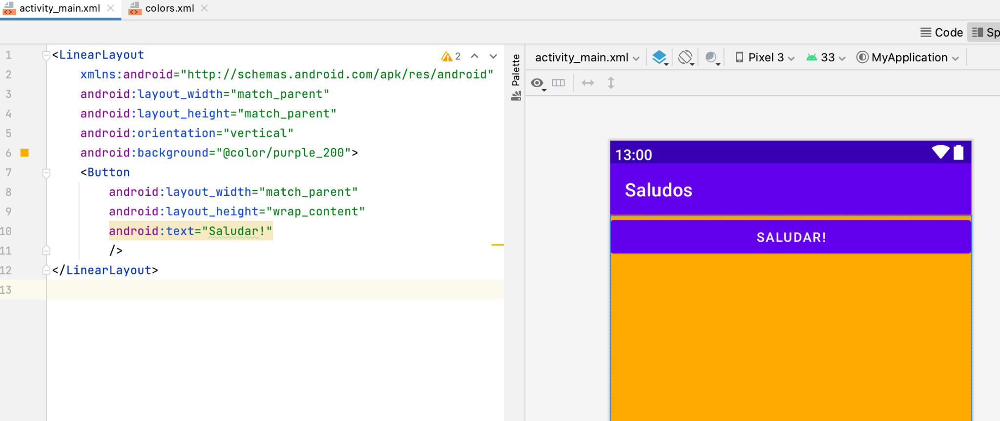 activity_main.xml
colors.xml
Code
Sp
1 <LinearLayout
2
2 xmlns:android="http://schemas.android.com/apk/res/android"
3 android:layout_width="match_parent"
4 android:layout_height="match_parent"
5 android:orientation="vertical"
6 android:background="@color/purple_200">
7 <Button
8 android:layout_width="match_parent"
9 android:layout_height="wrap_content"
10 android:text="Saludar!"
11 />
12 </LinearLayout>
13
Palette
activity_main.xml
Pixel 3
33
MyApplication
13:00
Saludos
SALUDAR!